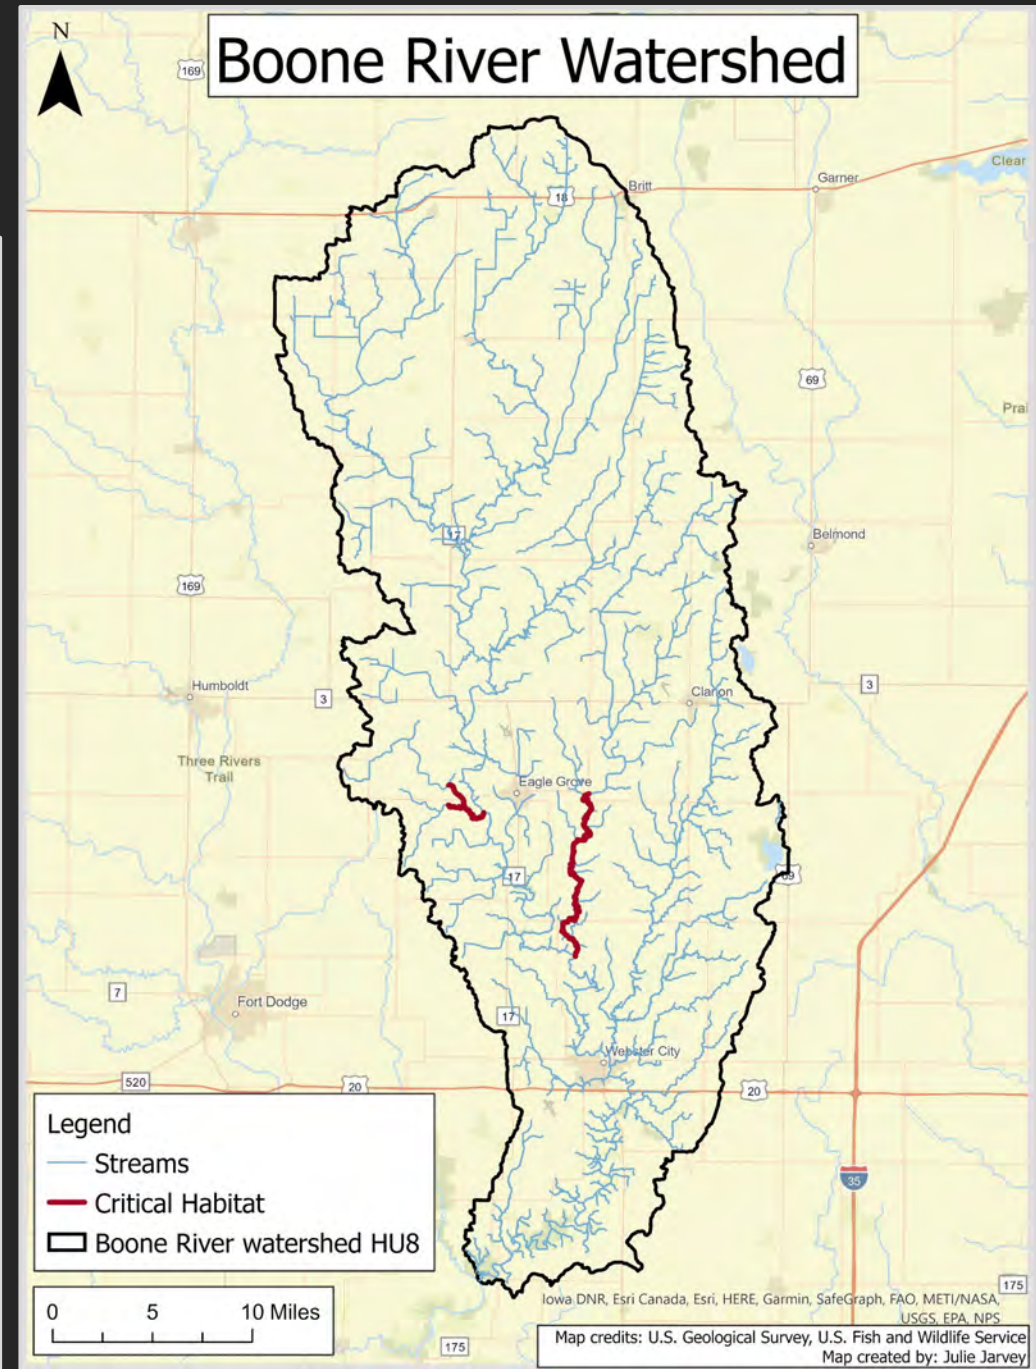 N
Boone River Watershed
169
Clear
Garner
Britt
18
69
Prai
17
Belmond
169
Humboldt
3
3
Clarion
Three Rivers
Trail
Eagle Grove
17
69
7
Fort Dodge
17
Webster City
520
20
20
Legend
Streams
Critical Habitat
Boone River watershed HU8
35
175
0 5 10 Miles
175
Iowa DNR, Esri Canada, Esri, HERE, Garmin, SafeGraph, FAO, METI/NASA,
USGS, EPA, NPS
Map credits: U.S. Geological Survey, U.S. Fish and Wildlife Service
Map created by: Julie Jarvey